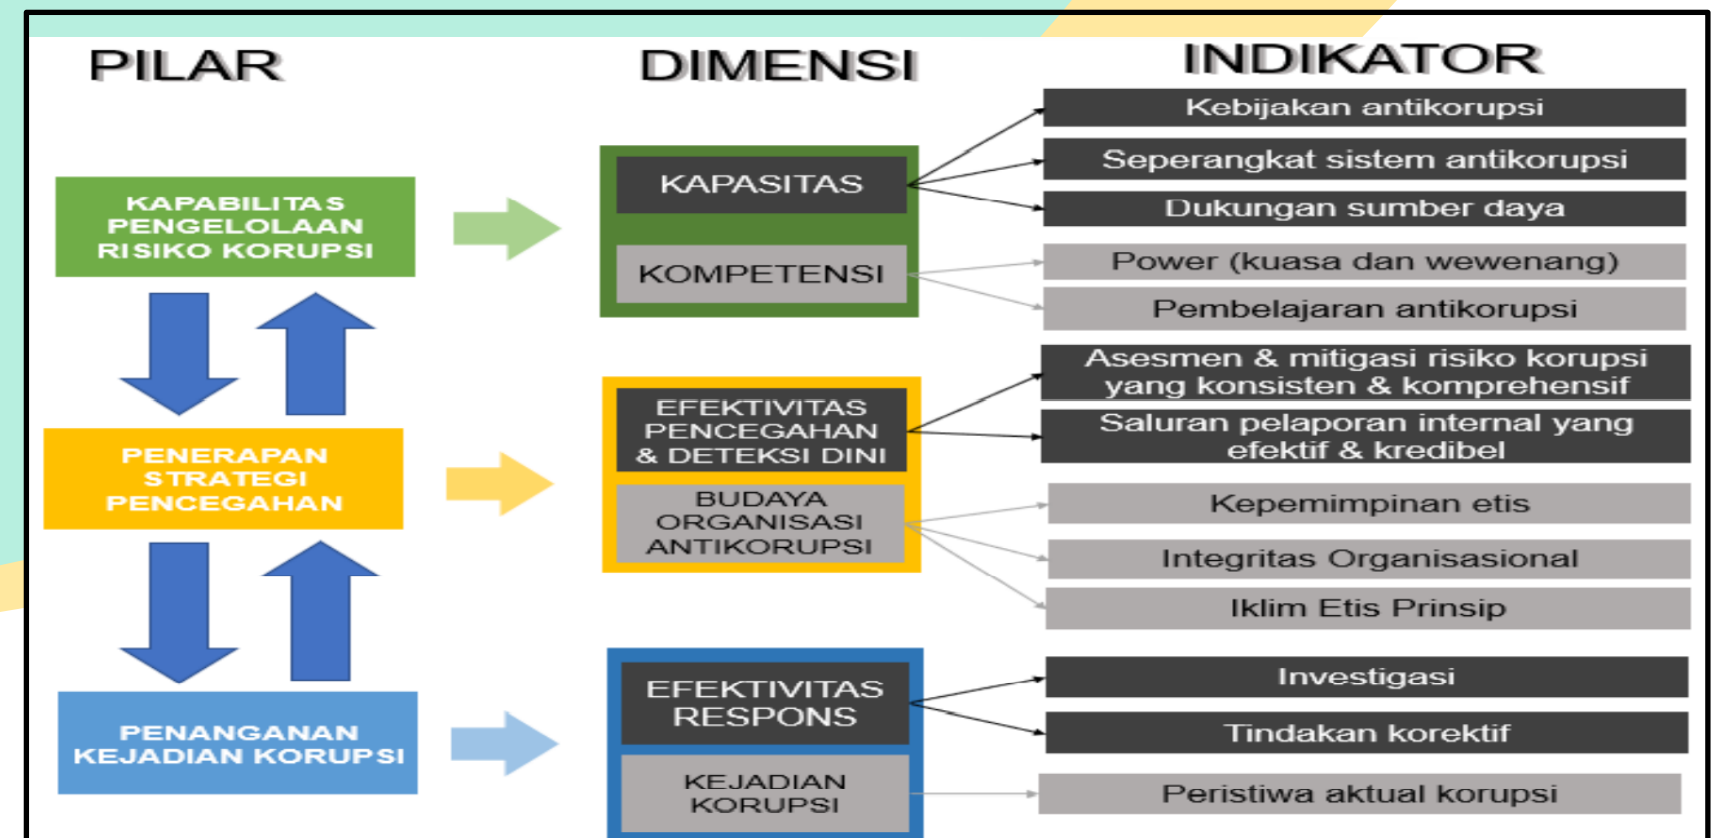 PILAR
DIMENSI
INDIKATOR
KAPABILITAS
PENGELOLAAN
RISIKO KORUPSI
KAPASITAS
KOMPETENSI
Kebijakan antikorupsi
Seperangkat sistem antikorupsi
Dukungan sumber daya
Power (kuasa dan wewenang)
Pembelajaran antikorupsi
PENERAPAN
STRATEGI
PENCEGAHAN
EFEKTIVITAS
PENCEGAHAN
& DETEKSI DINI
BUDAYA
ORGANISASI
ANTIKORUPSI
Asesmen & mitigasi risiko korupsi
yang konsisten & komprehensif
Saluran pelaporan internal yang
efektif & kredibel
Kepemimpinan etis
Integritas Organisasional
Iklim Etis Prinsip
PENANGANAN
KEJADIAN KORUPSI
EFEKTIVITAS
RESPONS
KEJADIAN
KORUPSI
Investigasi
Tindakan korektif
Peristiwa aktual korupsi